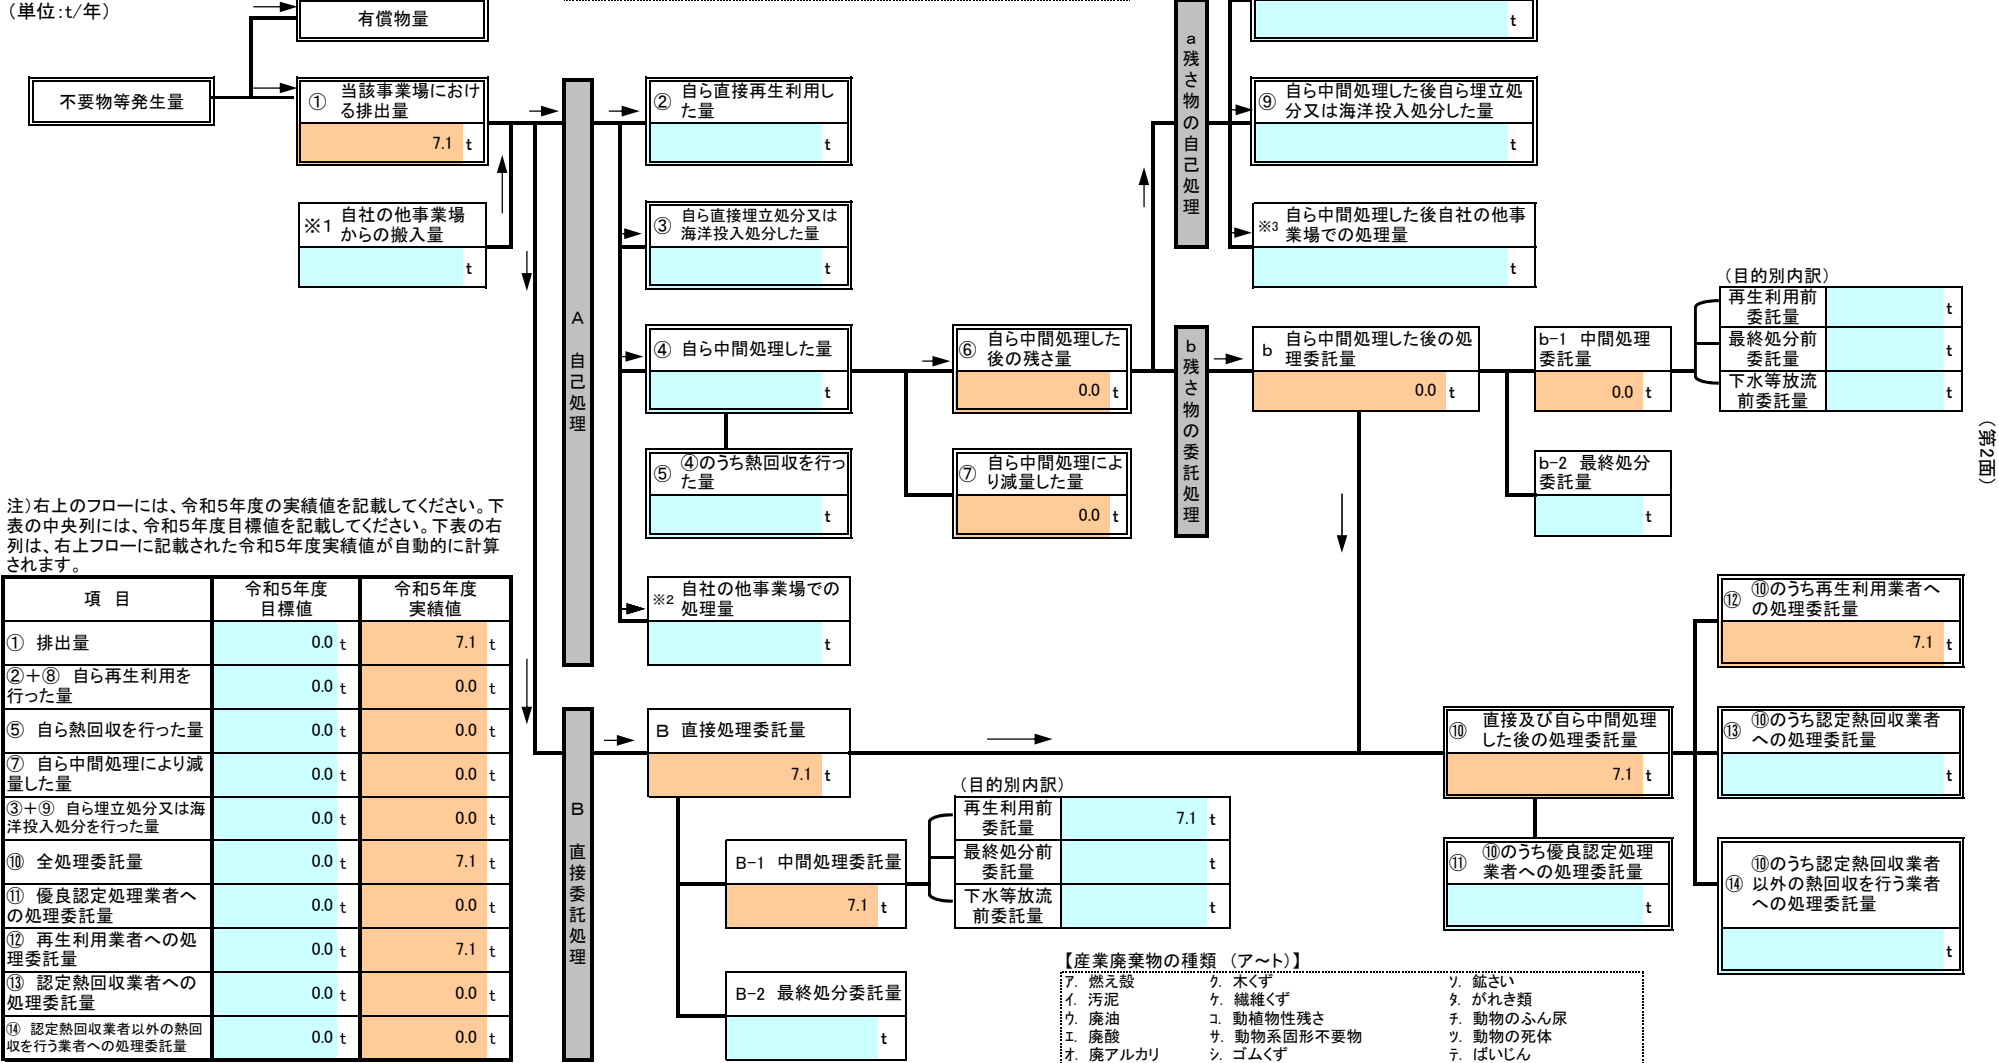 (単位:t/年)
有償物量
t
不要物等発生量
① 当該事業場におけ
る排出量
7.1 t
※1 自社の他事業場
からの搬入量
t
A
自己処理
② 自ら直接再生利用し
た量
t
③ 自ら直接埋立処分又は
海洋投入処分した量
t
④ 自ら中間処理した量
t
⑤ ④のうち熱回収を行っ
た量
t
※2 自社の他事業場での
処理量
t
⑥ 自ら中間処理した
後の残さ量
0.0 t
⑦ 自ら中間処理によ
り減量した量
0.0 t
a
残さ物の自己処理
⑨ 自ら中間処理した後自ら埋立処
分又は海洋投入処分した量
t
※3 自ら中間処理した後自社の他事
業場での処理量
t
b
残さ物の委託処理
b 自ら中間処理した後の処
理委託量
0.0 t
b-1 中間処理
委託量
0.0 t
b-2 最終処分
委託量
t
(目的別内訳)
再生利用前
委託量 t
最終処分前
委託量 t
下水等放流
前委託量 t
(第2面)
注)右上のフローには、令和5年度の実績値を記載してください。下
表の中央列には、令和5年度目標値を記載してください。下表の右
列は、右上フローに記載された令和5年度実績値が自動的に計算
されます。
項 目 令和5年度
目標値 令和5年度
実績値
① 排出量 0.0 t 7.1 t
②+⑧ 自ら再生利用を
行った量 0.0 t 0.0 t
⑤ 自ら熱回収を行った量 0.0 t 0.0 t
⑦ 自ら中間処理により減
量した量 0.0 t 0.0 t
③+⑨ 自ら埋立処分又は海
洋投入処分を行った量 0.0 t 0.0 t
⑩ 全処理委託量 0.0 t 7.1 t
⑪ 優良認定処理業者へ
の処理委託量 0.0 t 0.0 t
⑫ 再生利用業者への処
理委託量 0.0 t 7.1 t
⑬ 認定熱回収業者への
処理委託量 0.0 t 0.0 t
⑭ 認定熱回収業者以外の熱回
収を行う業者への処理委託量 0.0 t 0.0 t
B
直接委託処理
B 直接処理委託量
7.1 t
B-1 中間処理委託量
7.1 t
B-2 最終処分委託量
t
(目的別内訳)
再生利用前
委託量 7.1 t
最終処分前
委託量 t
下水等放流
前委託量 t
⑩ 直接及び自ら中間処理
した後の処理委託量
7.1 t
⑪ ⑩のうち優良認定処理
業者への処理委託量
t
⑫ ⑩のうち再生利用業者へ
の処理委託量
7.1 t
⑬ ⑩のうち認定熱回収業者
への処理委託量
t
⑭ ⑩のうち認定熱回収業者
以外の熱回収を行う業者
への処理委託量
t
【産業廃棄物の種類 (ア~ト)】
ア. 燃え殻 ク. 木くず ソ. 鉱さい
イ. 汚泥 ケ. 繊維くず タ. がれき類
ウ. 廃油 コ. 動植物性残さ チ. 動物のふん尿
エ. 廃酸 サ. 動物系固形不要物 ツ. 動物の死体
オ. 廃アルカリ シ. ゴムくず テ. ばいじん